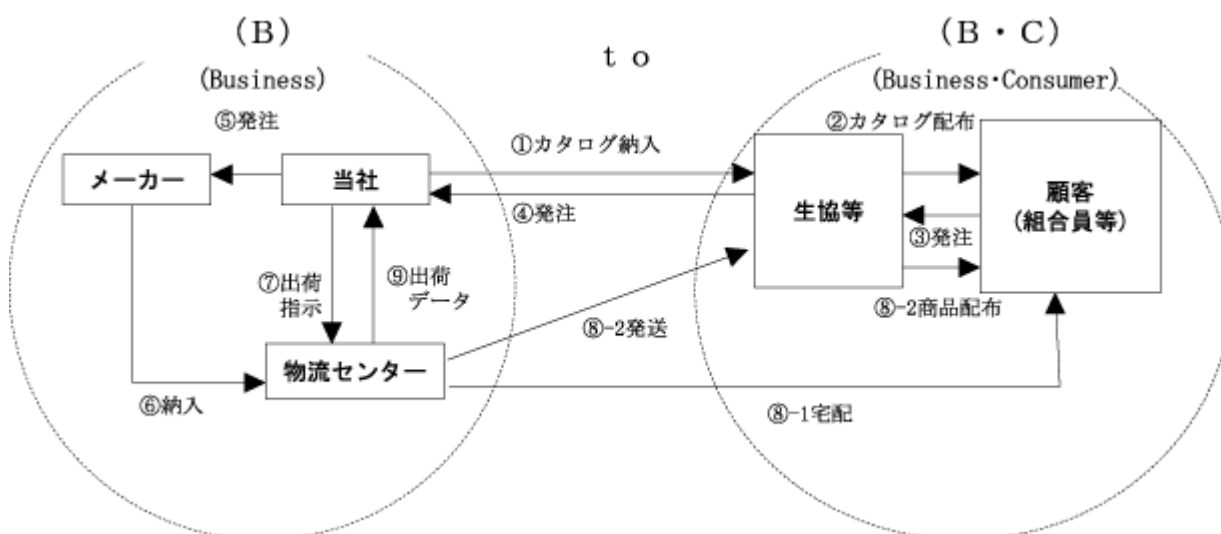 （Ｂ）
(Business)
ｔｏ
（Ｂ・Ｃ）
(Business・Consumer)
⑤発注
①カタログ納入
②カタログ配布
メーカー
当社
④発注
生協等
③発注
顧客
(組合員等)
⑦出荷
指示
⑨出荷
データ
⑧-2発送
⑧-2商品配布
物流センター
⑥納入
⑧-1宅配